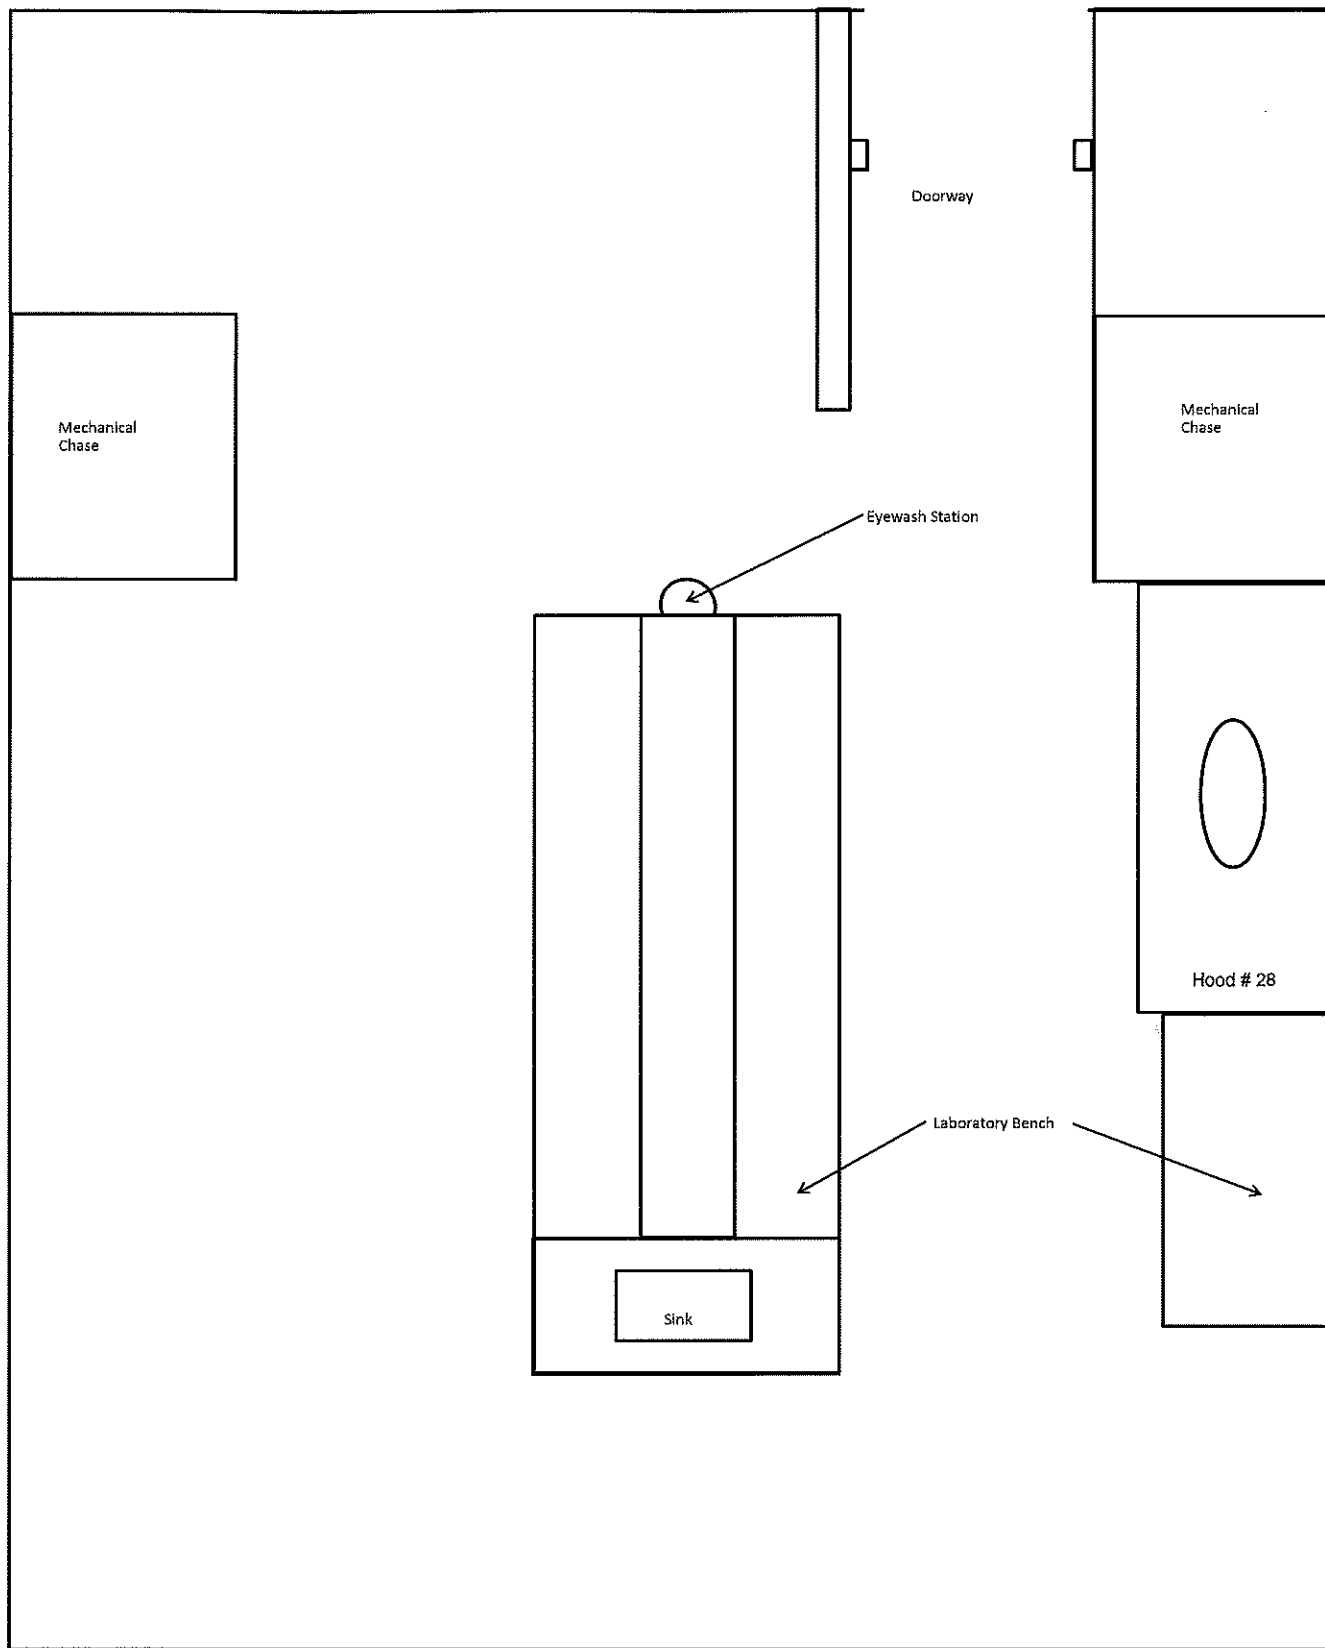 Doorway
Mechanical
Chase
Mechanical
Chase
Eyewash Station
Hood # 28
Laboratory Bench
Sink